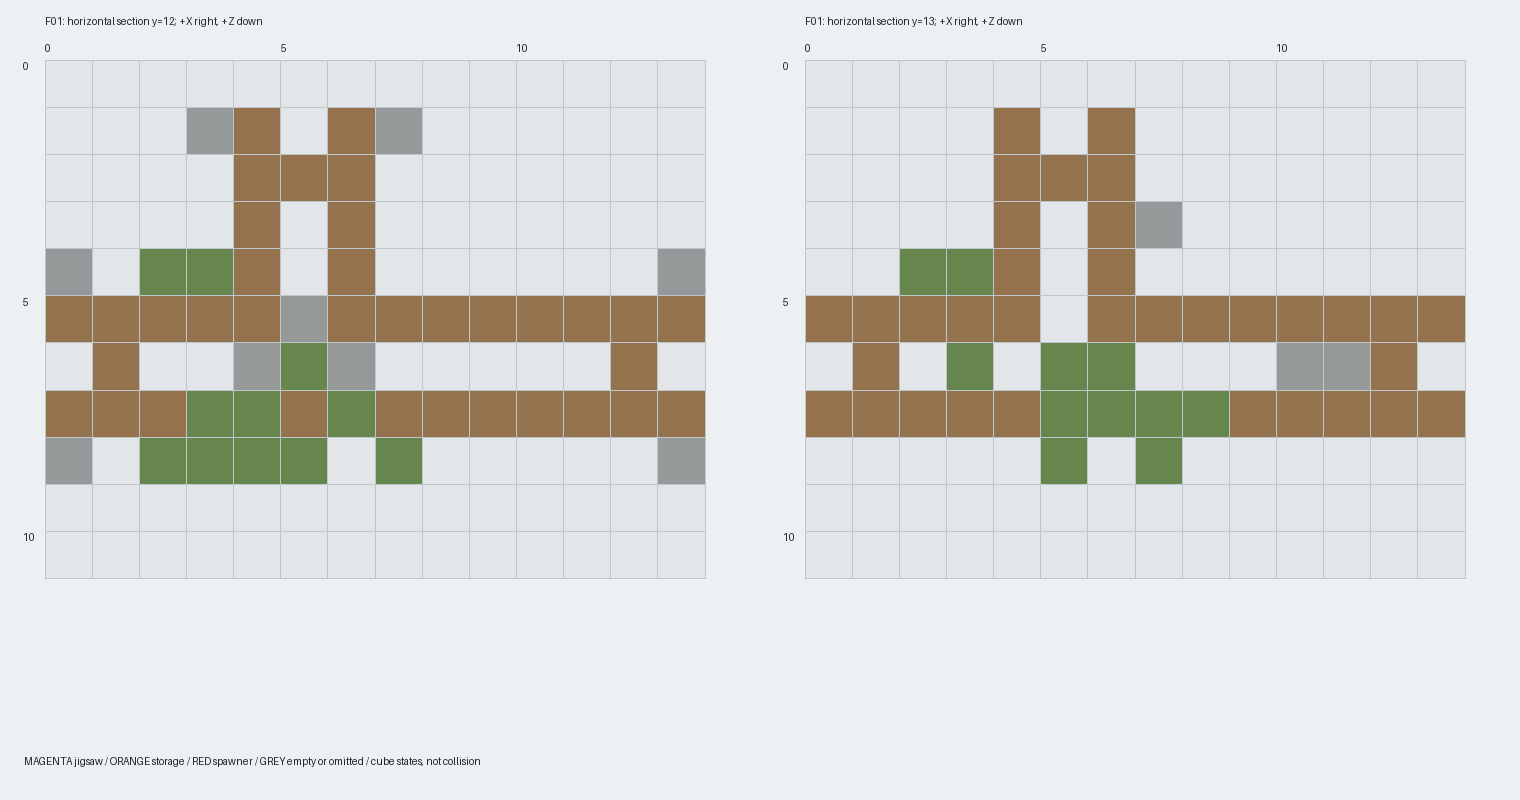 F01: horizontal section y=12; +X right, +Z down
F01: horizontal section y=13; +X right, +Z down
0 5 10
0 5 10
0
0
5
5
10
10
MAGENTA jigsaw / ORANGE storage / RED spawner / GREY empty or omitted / cube states, not collision